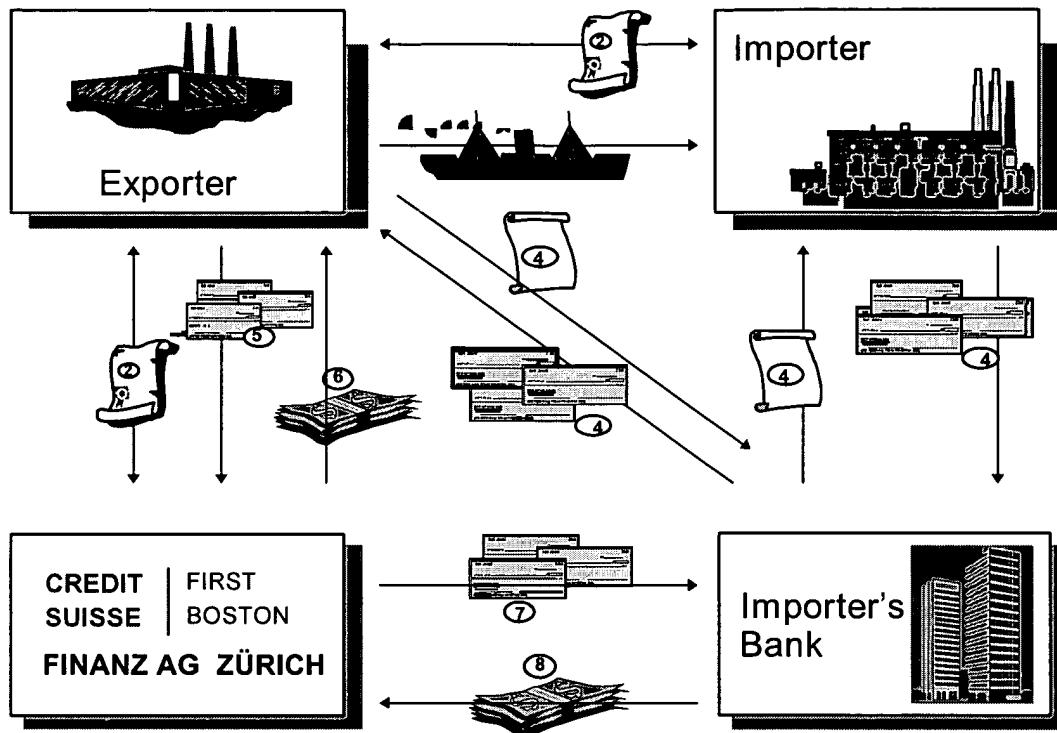 ②
Importer
Exporter
④
⑤
④
②
⑥
④
④
CREDIT FIRST
SUISSE BOSTON
FINANZ AG ZÜRICH
⑦
Importer's
Bank
⑧